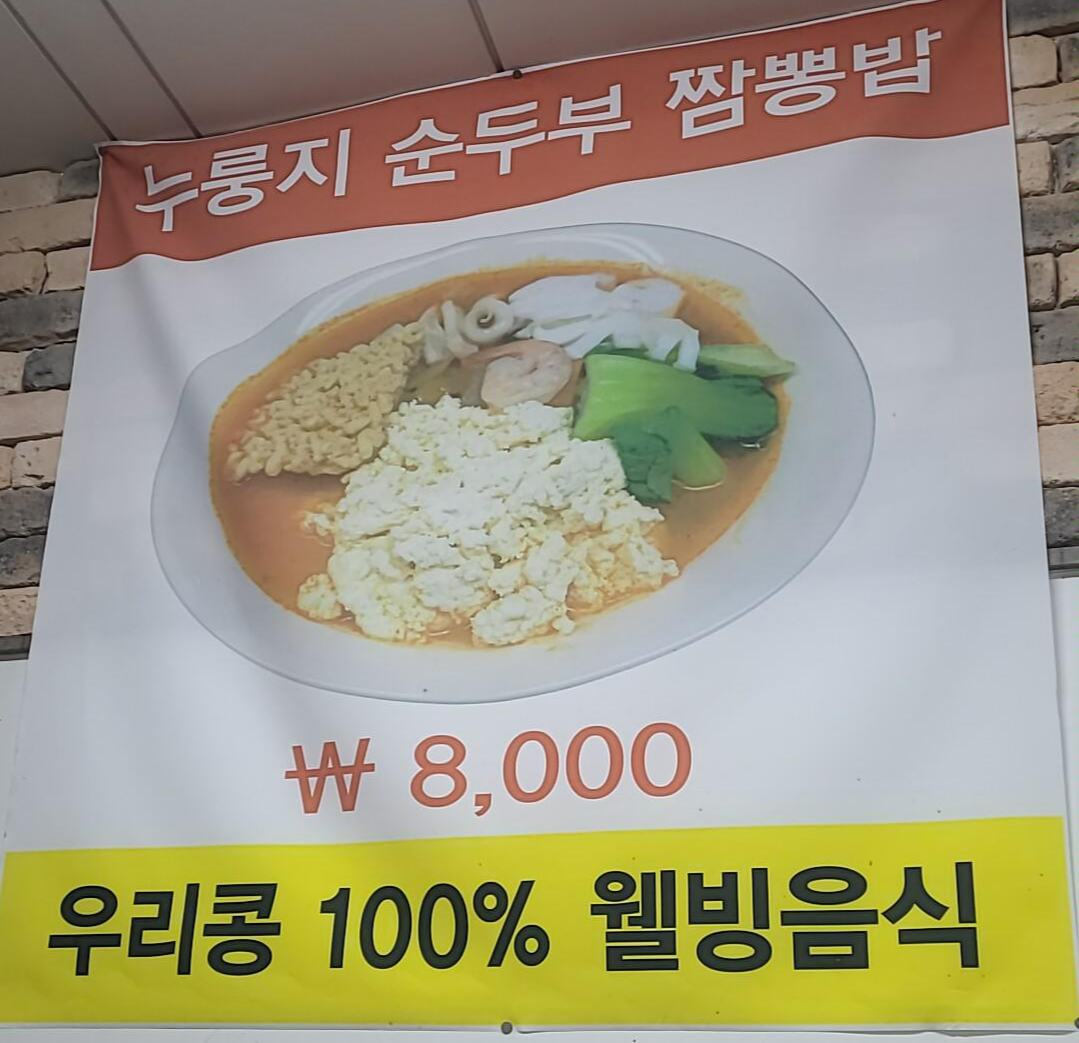 누룽지 순두부 짬뽕밥
₩ 8,000
우리콩 100% 웰빙음식